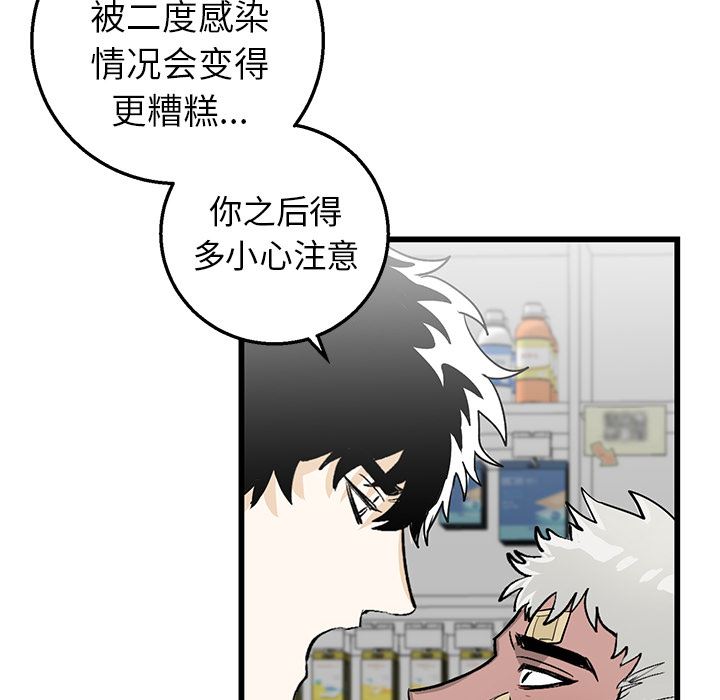 被二度感染
情况会变得
更糟糕…
你之后得
多小心注意